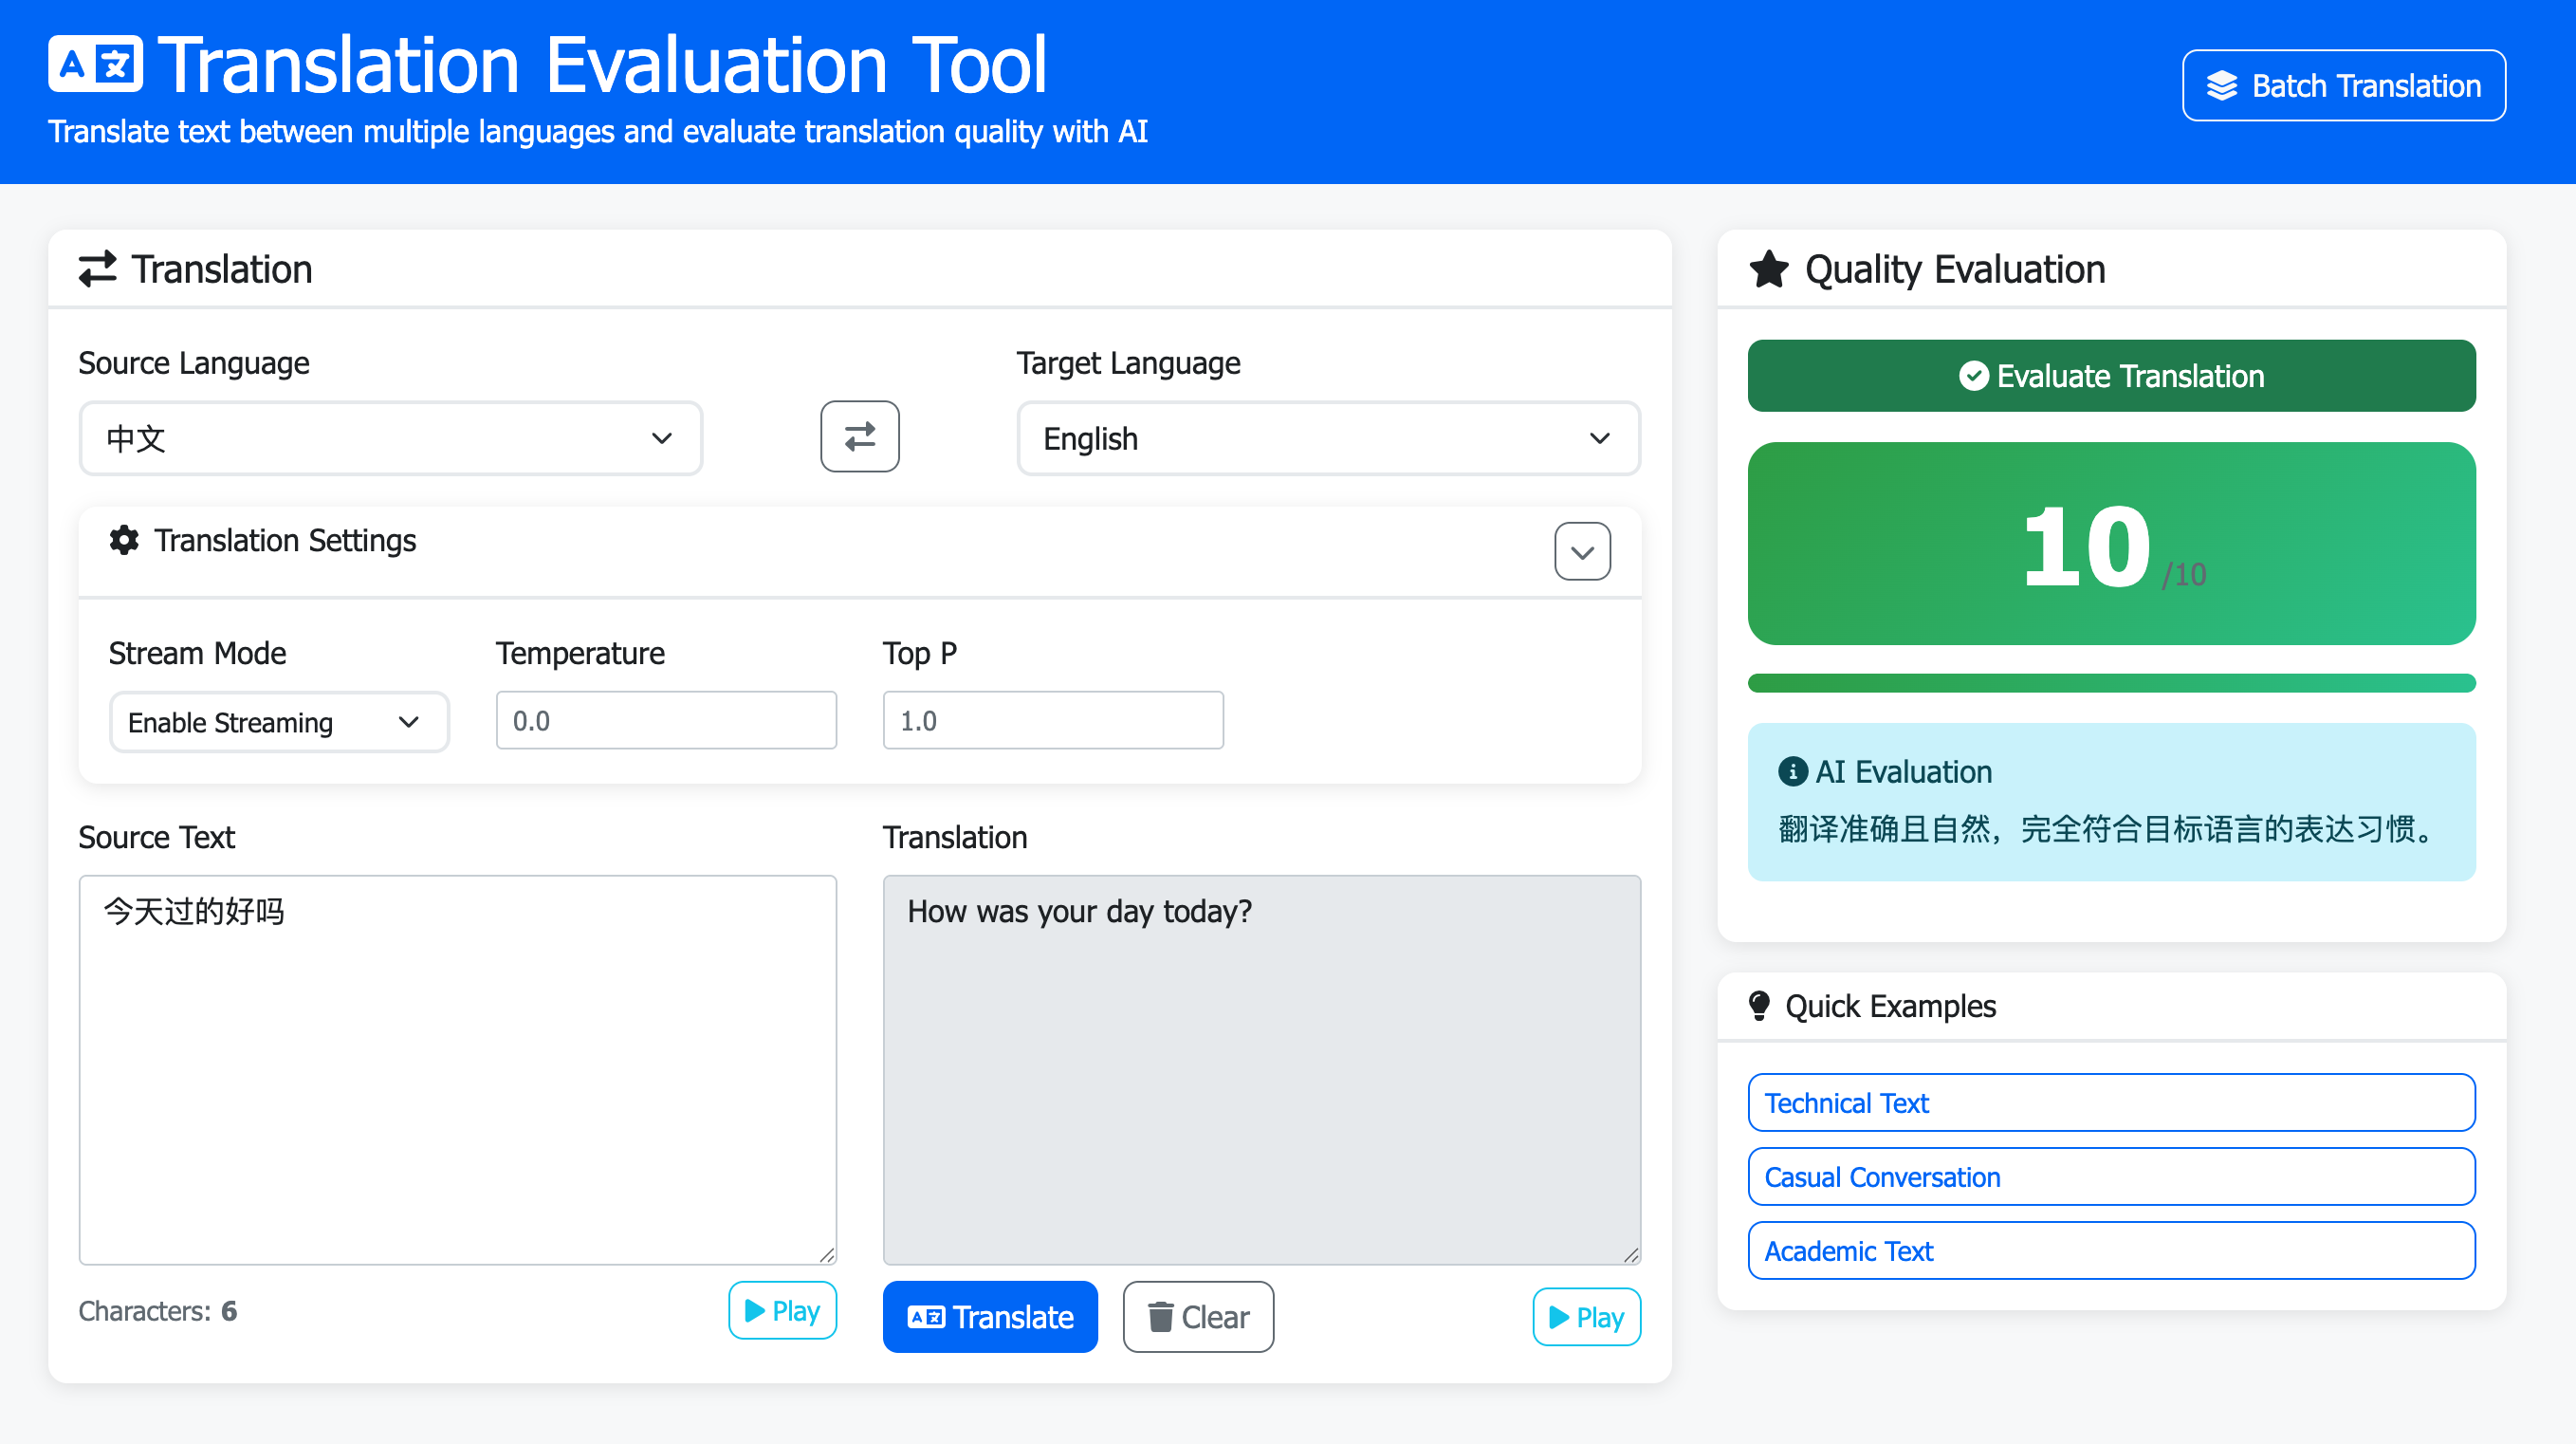 Translation Evaluation Tool
Translate text between multiple languages and evaluate translation quality with AI
Batch Translation
Translation
Source Language
Target Language
中文
English
Translation Settings
Stream Mode
Temperature
Top P
Enable Streaming
0.0
1.0
Source Text
Translation
今天过的好吗
How was your day today?
Characters: 6
Play
Translate
Clear
Play
Quality Evaluation
Evaluate Translation
10 /10
AI Evaluation
翻译准确且自然，完全符合目标语言的表达习惯。
Quick Examples
Technical Text
Casual Conversation
Academic Text